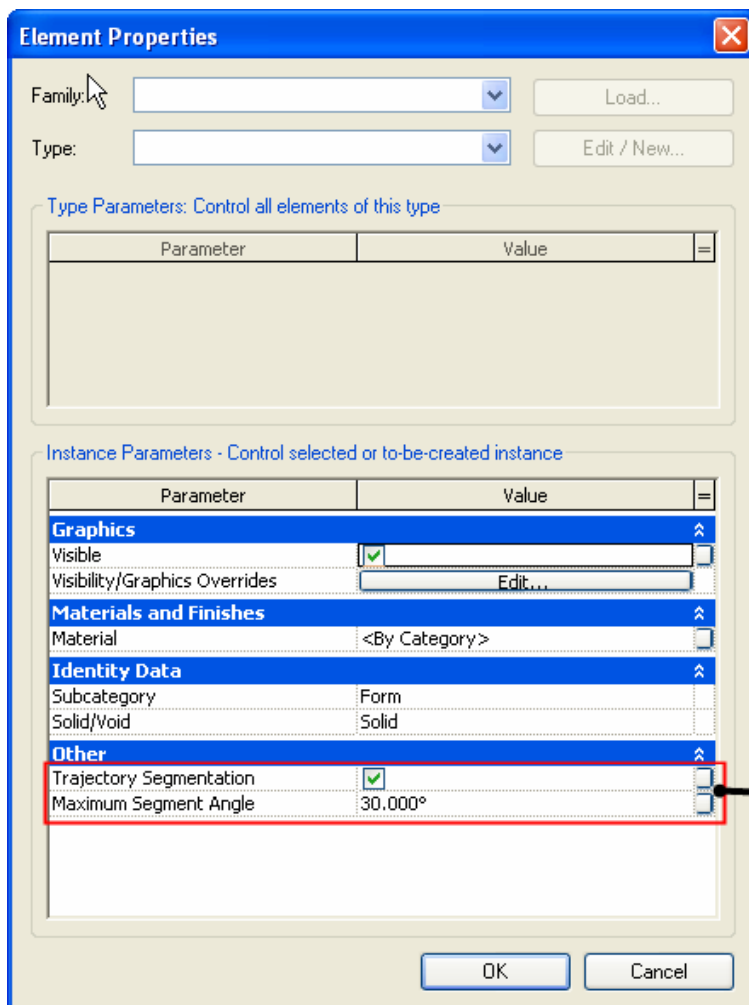 Element Properties
Family:
Load...
Type:
Edit / New...
Type Parameters: Control all elements of this type
Parameter Value =
Instance Parameters - Control selected or to-be-created instance
Parameter Value =
Graphics
Visible
Visibility/Graphics Overrides Edit...
Materials and Finishes
Material <By Category>
Identity Data
Subcategory Form
Solid/Void Solid
Other
Trajectory Segmentation
Maximum Segment Angle 30.000°
OK Cancel